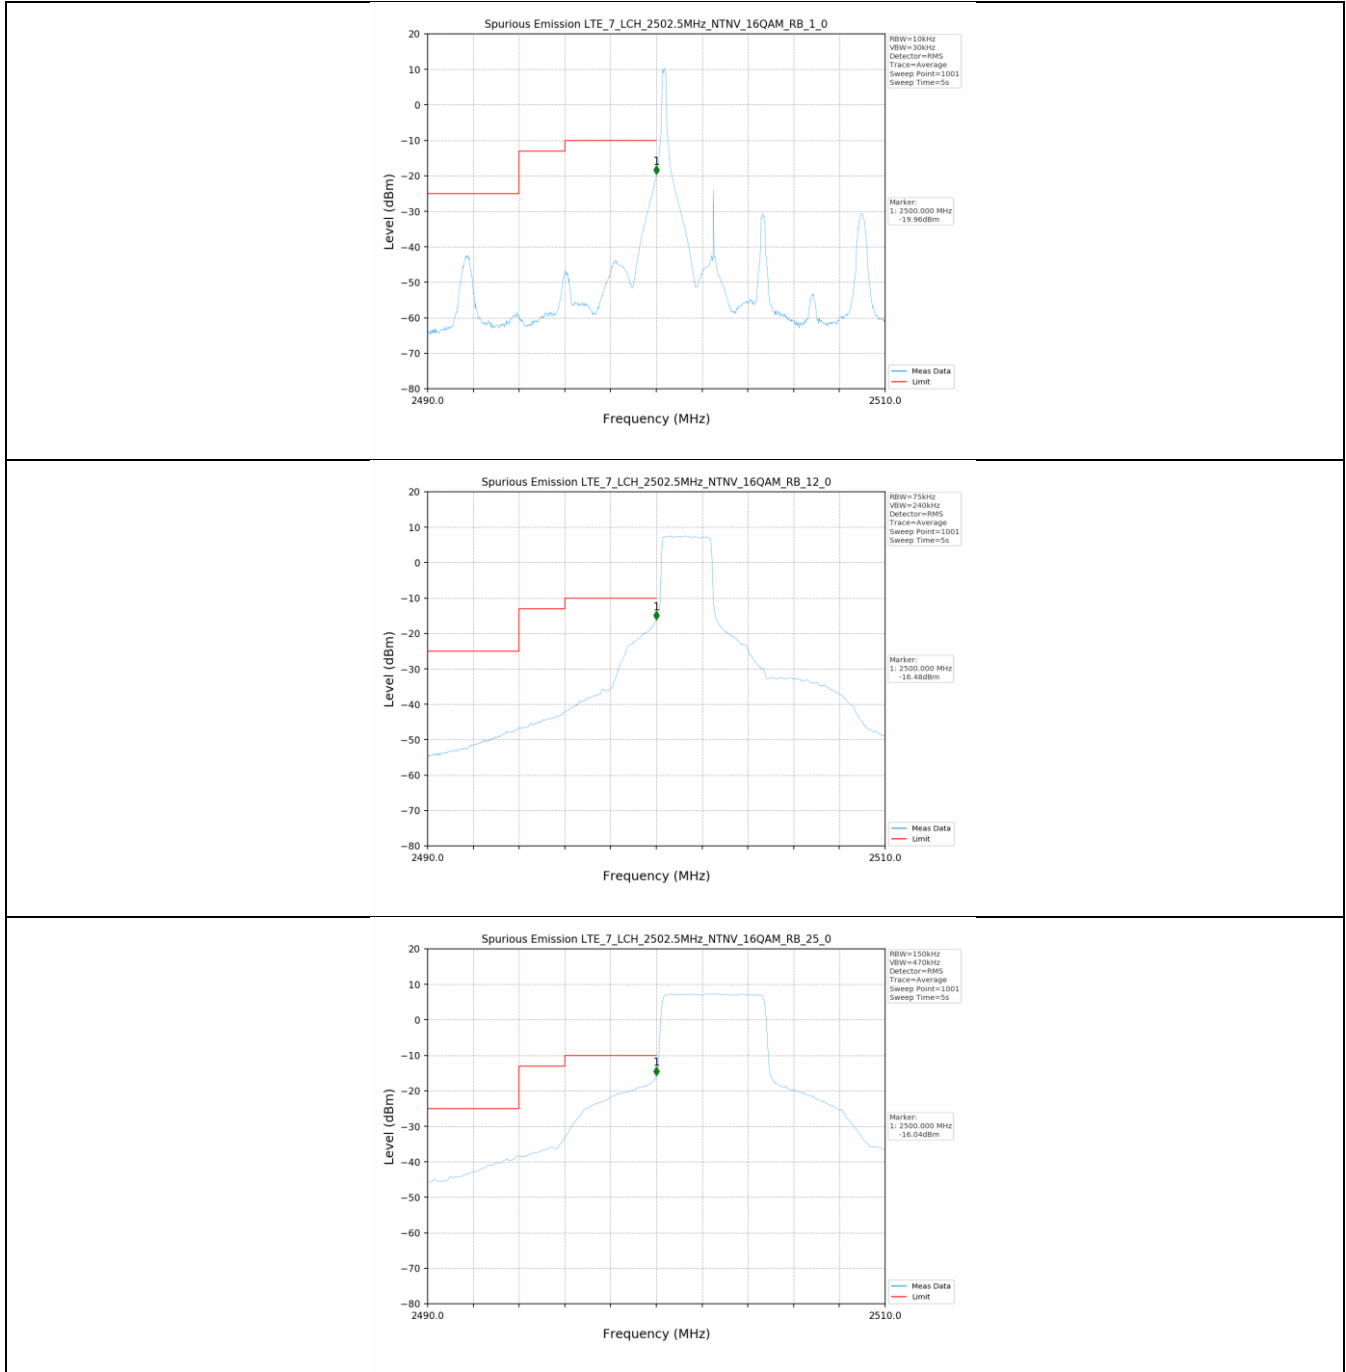 Spurious Emission LTE_7_LCH_2502.5MHz_NTNV_16QAM_RB_1_0
20
10
0
−10
−20
−30
−40
−50
−60
−70
−80
Level (dBm)
1
RBW=10kHz
VBW=30kHz
Detector=RMS
Trace=Average
Sweep Point=1001
Sweep Time=5s
Marker:
1: 2500.000 MHz
-19.96dBm
Meas Data
Limit
2490.0
2510.0
Frequency (MHz)
Spurious Emission LTE_7_LCH_2502.5MHz_NTNV_16QAM_RB_12_0
20
10
0
−10
−20
−30
−40
−50
−60
−70
−80
Level (dBm)
1
RBW=75kHz
VBW=240kHz
Detector=RMS
Trace=Average
Sweep Point=1001
Sweep Time=5s
Marker:
1: 2500.000 MHz
-16.48dBm
Meas Data
Limit
2490.0
2510.0
Frequency (MHz)
Spurious Emission LTE_7_LCH_2502.5MHz_NTNV_16QAM_RB_25_0
20
10
0
−10
−20
−30
−40
−50
−60
−70
−80
Level (dBm)
1
RBW=150kHz
VBW=470kHz
Detector=RMS
Trace=Average
Sweep Point=1001
Sweep Time=5s
Marker:
1: 2500.000 MHz
-16.04dBm
Meas Data
Limit
2490.0
2510.0
Frequency (MHz)